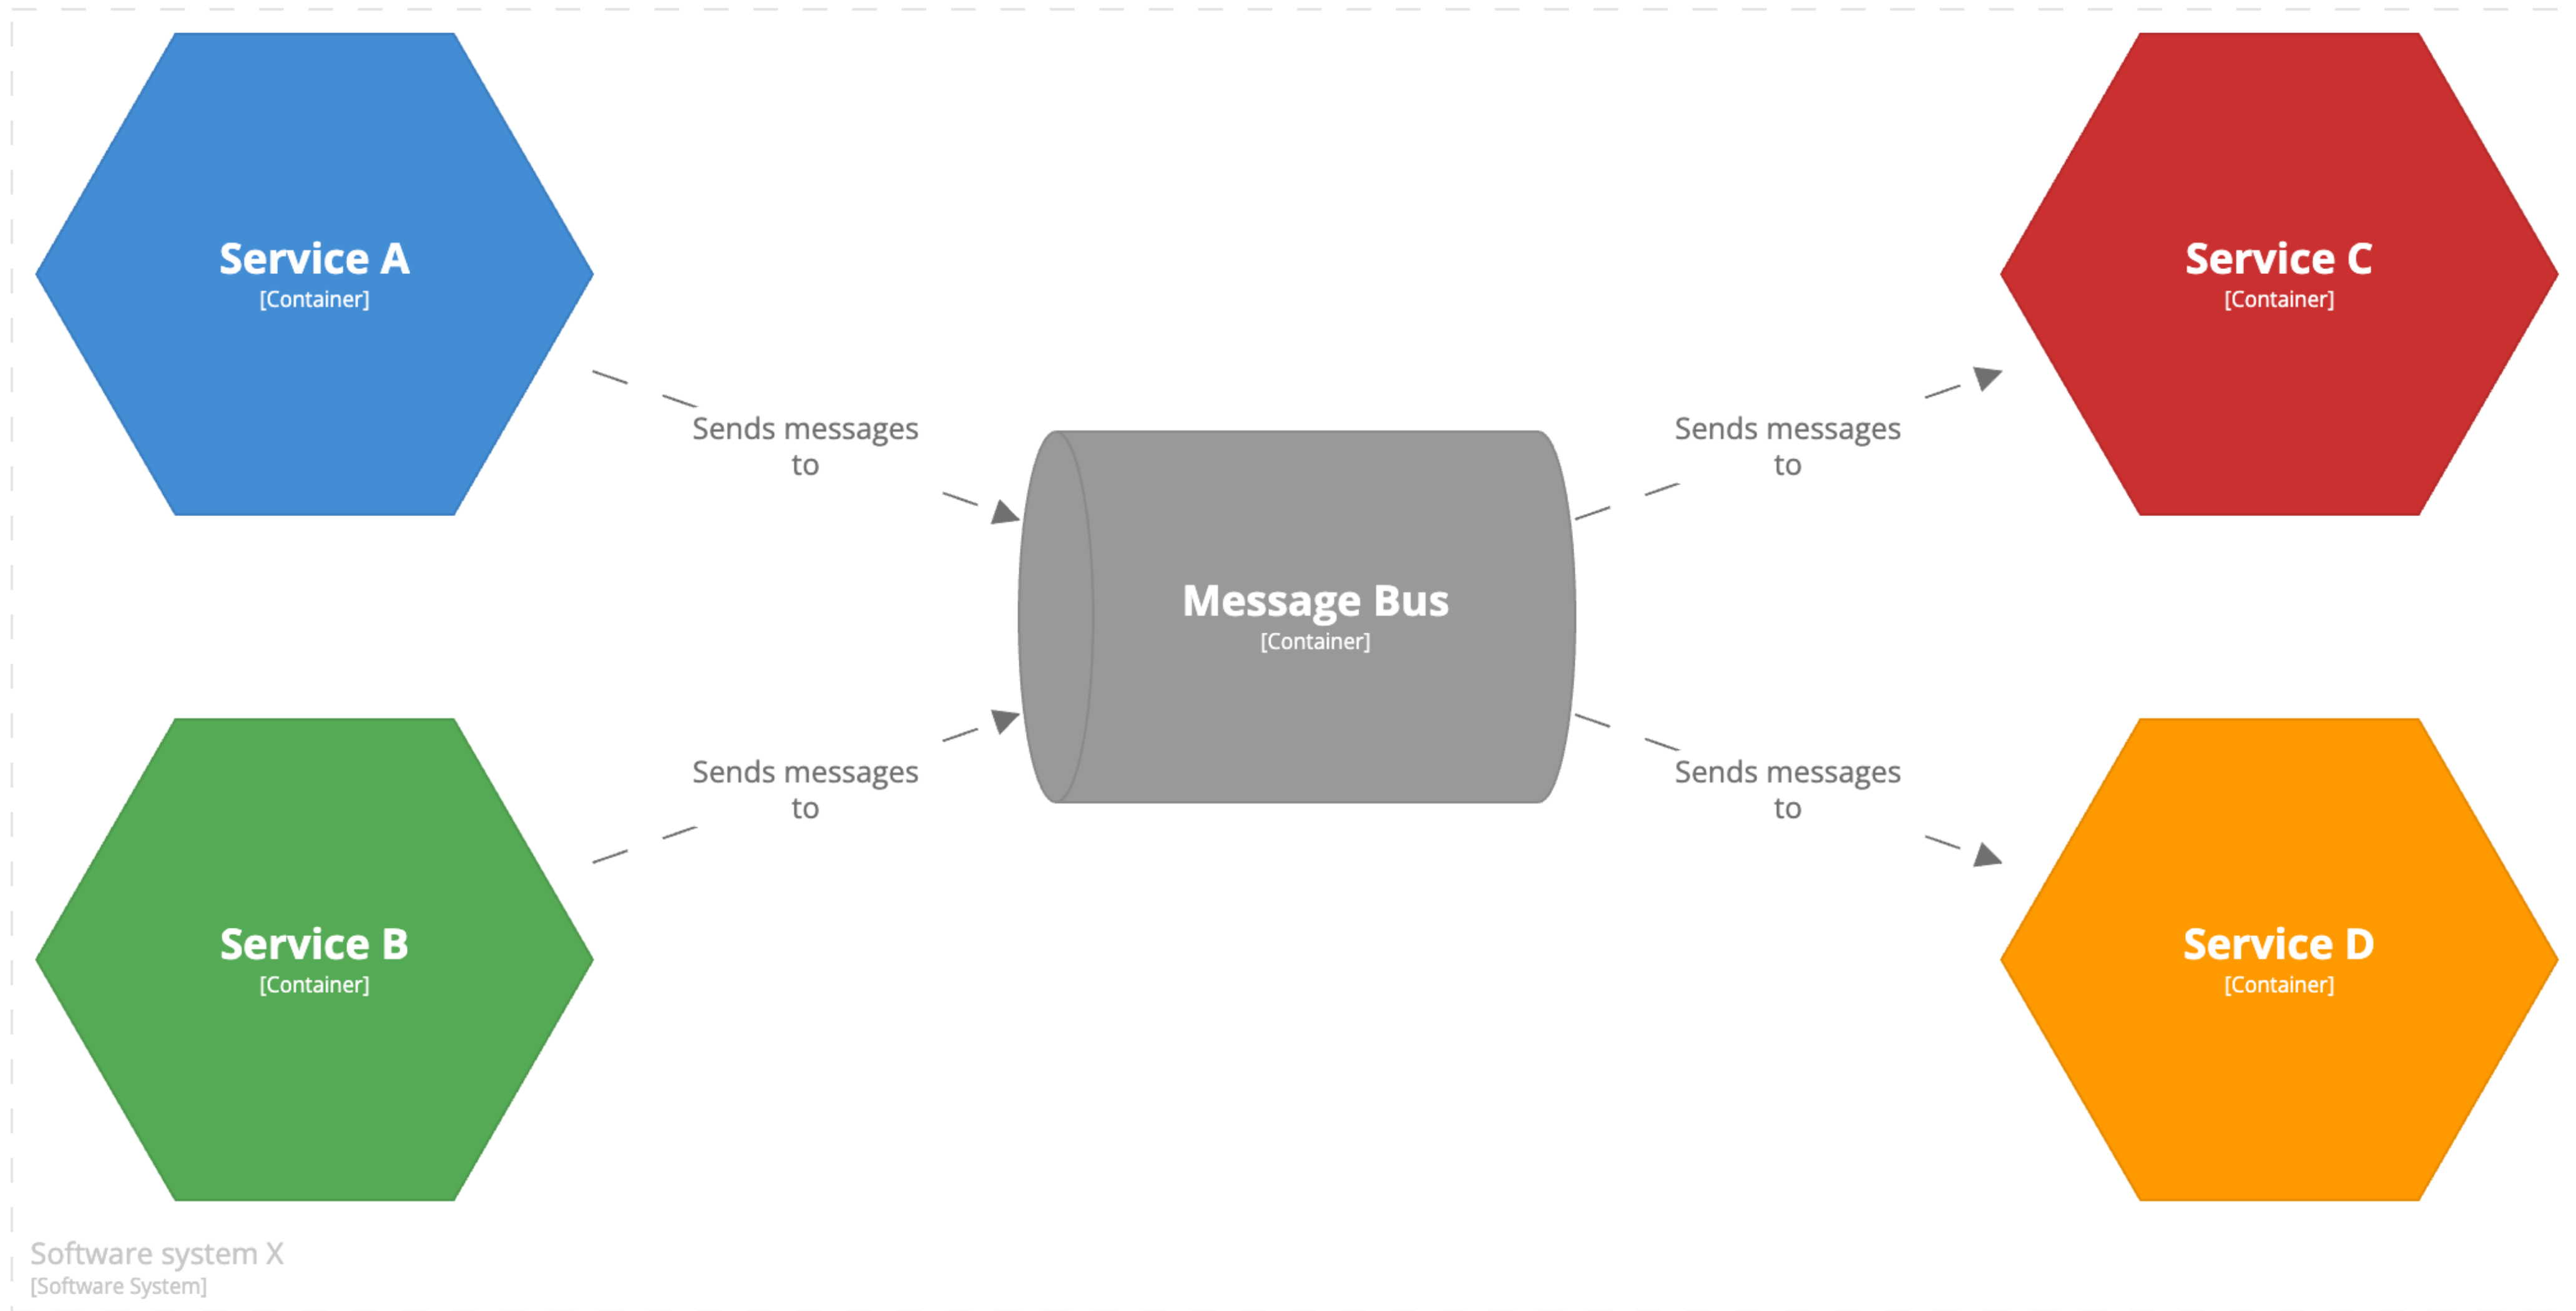 Service A
[Container]
Service C
[Container]
Sends messages
to
Sends messages
to
Message Bus
[Container]
Sends messages
to
Sends messages
to
Service B
[Container]
Service D
[Container]
Software system X
[Software System]